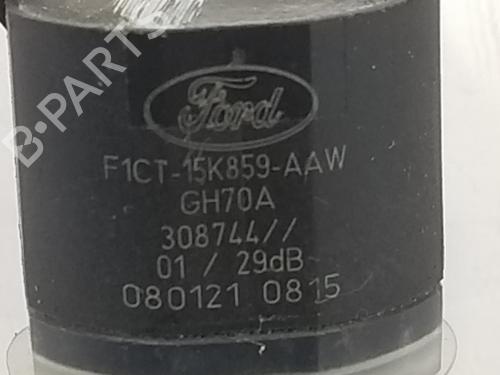 B-PARTS
Ford
F1CT-15K859-AAW
GH70A
308744//
01 / 29dB
080121 0815